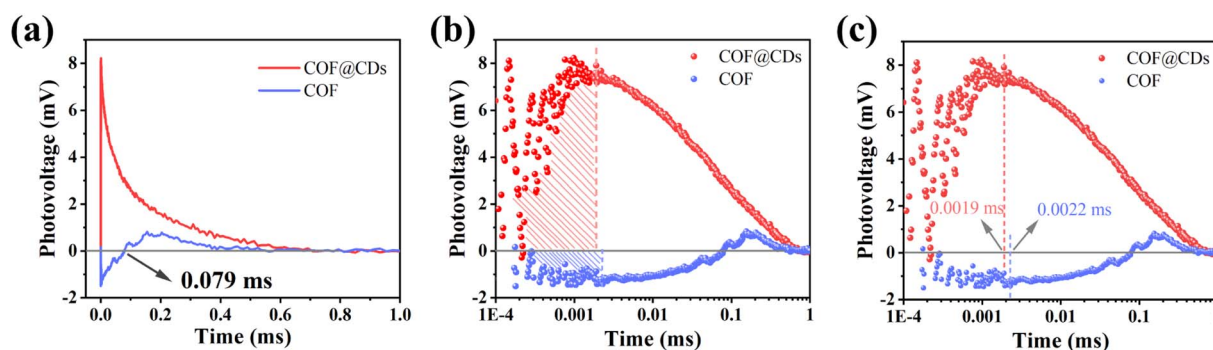 (a)
Photovoltage (mV)
8
6
4
2
0
-2
COF@CDs
COF
0.079 ms
0.0 0.2 0.4 0.6 0.8 1.0
Time (ms)
(b)
Photovoltage (mV)
8
6
4
2
0
-2
COF@CDs
COF
1E-4 0.001 0.01 0.1 1
Time (ms)
(c)
Photovoltage (mV)
8
6
4
2
0
-2
COF@CDs
COF
0.0019 ms
0.0022 ms
1E-4 0.001 0.01 0.1
Time (ms)